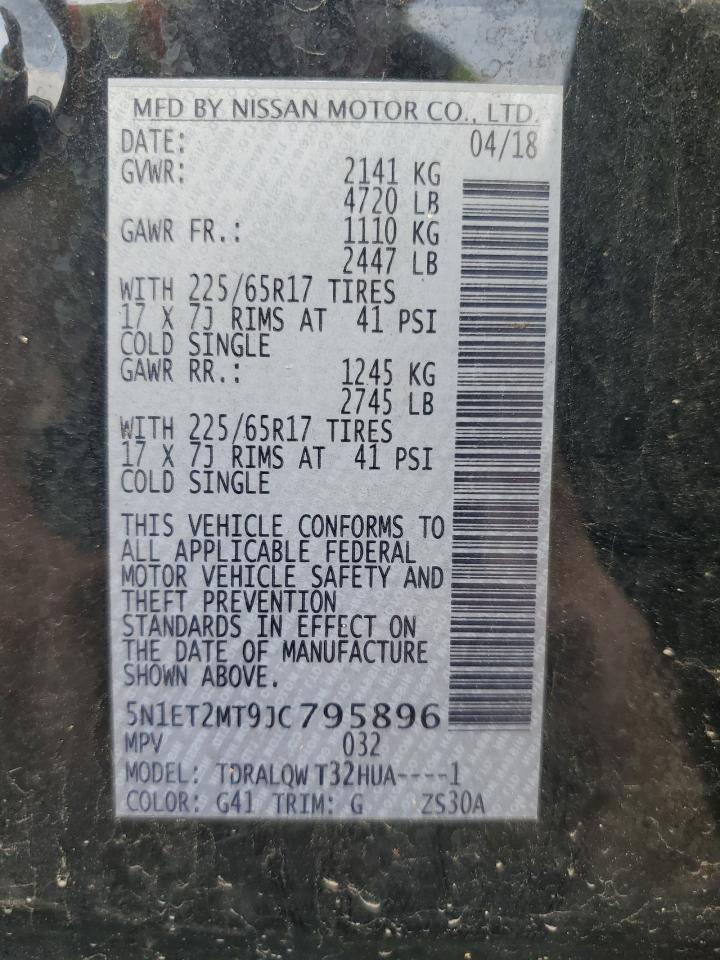 MFD BY NISSAN MOTOR CO., LTD.
DATE: 04/18
GVWR: 2141 KG
4720 LB
GAWR FR.: 1110 KG
2447 LB
WITH 225/65R17 TIRES
17 X 7J RIMS AT 41 PSI
COLD SINGLE
GAWR RR.: 1245 KG
2745 LB
WITH 225/65R17 TIRES
17 X 7J RIMS AT 41 PSI
COLD SINGLE
THIS VEHICLE CONFORMS TO
ALL APPLICABLE FEDERAL
MOTOR VEHICLE SAFETY AND
THEFT PREVENTION
STANDARDS IN EFFECT ON
THE DATE OF MANUFACTURE
SHOWN ABOVE.
5N1ET2MT9JC795896
MPV 032
MODEL: TDRALQW T32HUA----1
COLOR: G41 TRIM: G ZS30A